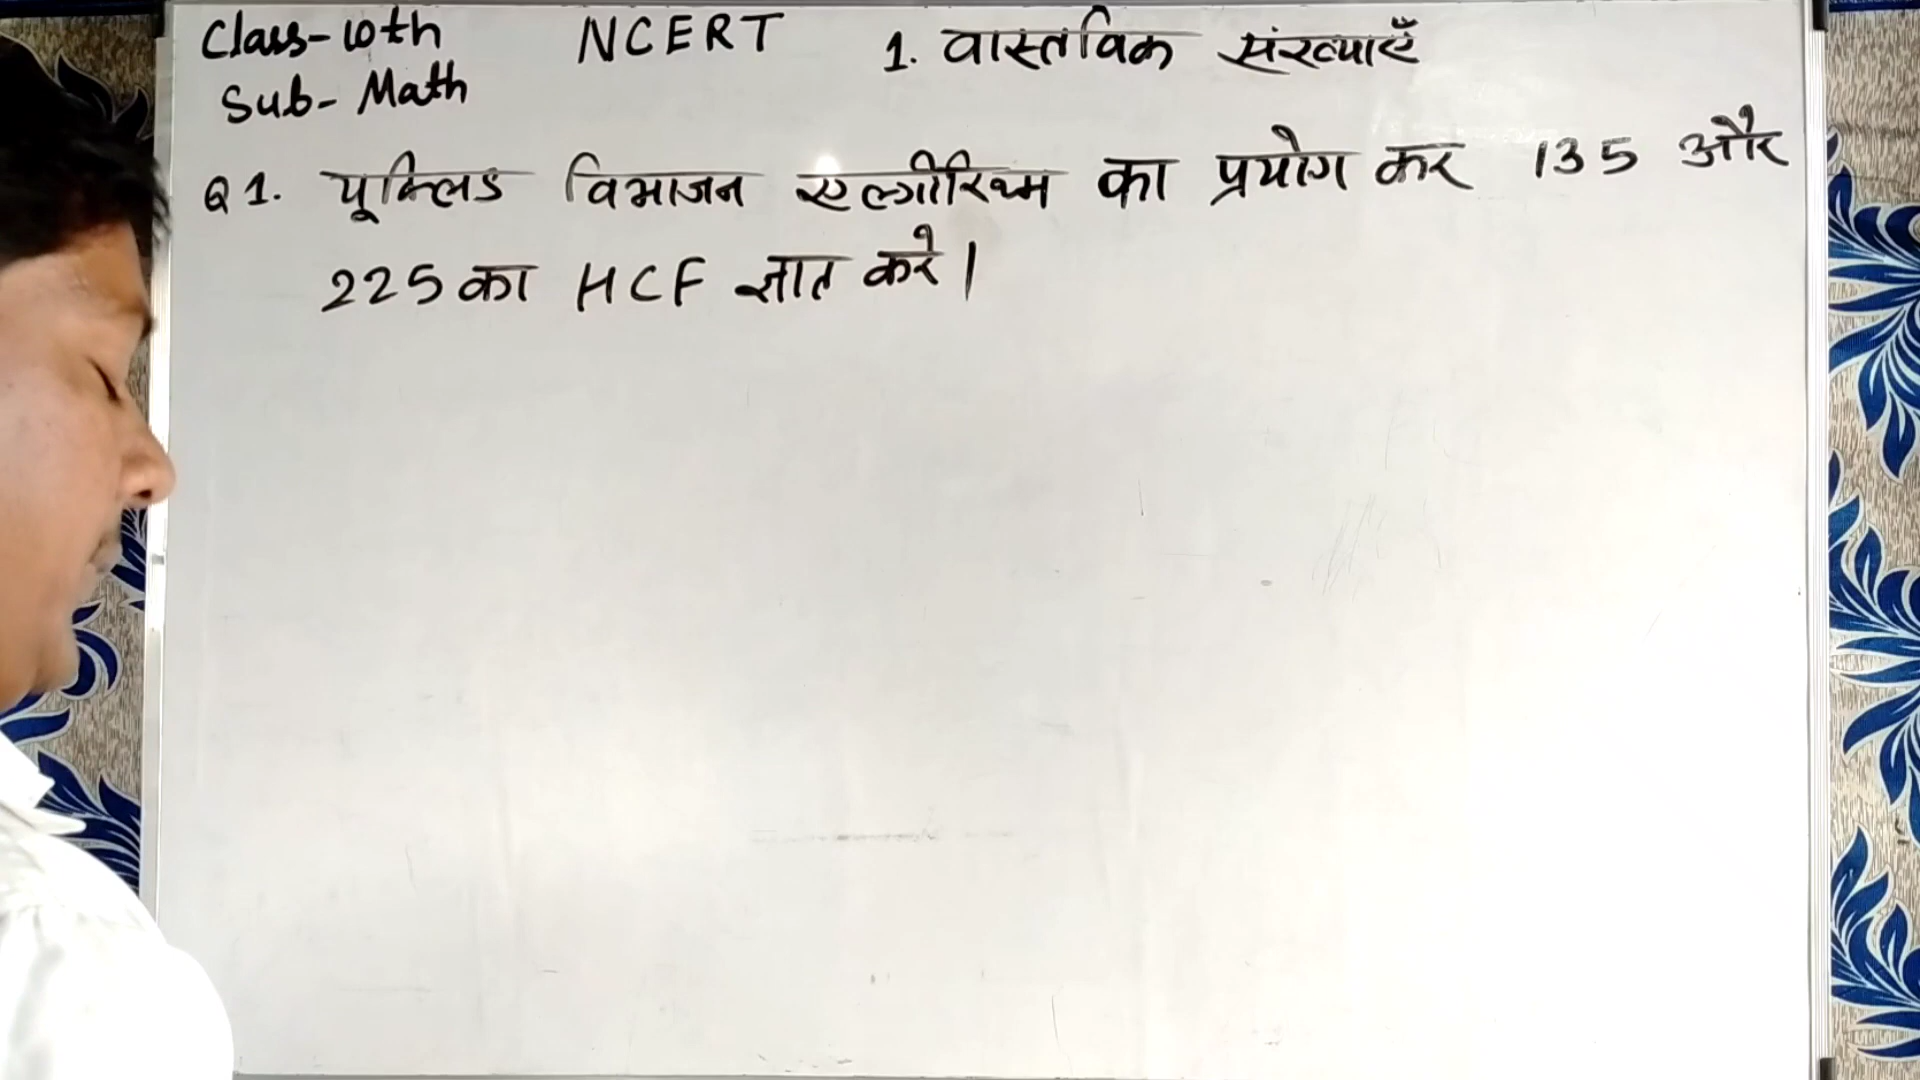 Class-10th NCERT 1. वास्तविक संख्याएँ
Sub- Math
Q1. यूक्लिड विभाजन एल्गोरिथ्म का प्रयोग कर 135 और
225 का HCF ज्ञात करे।